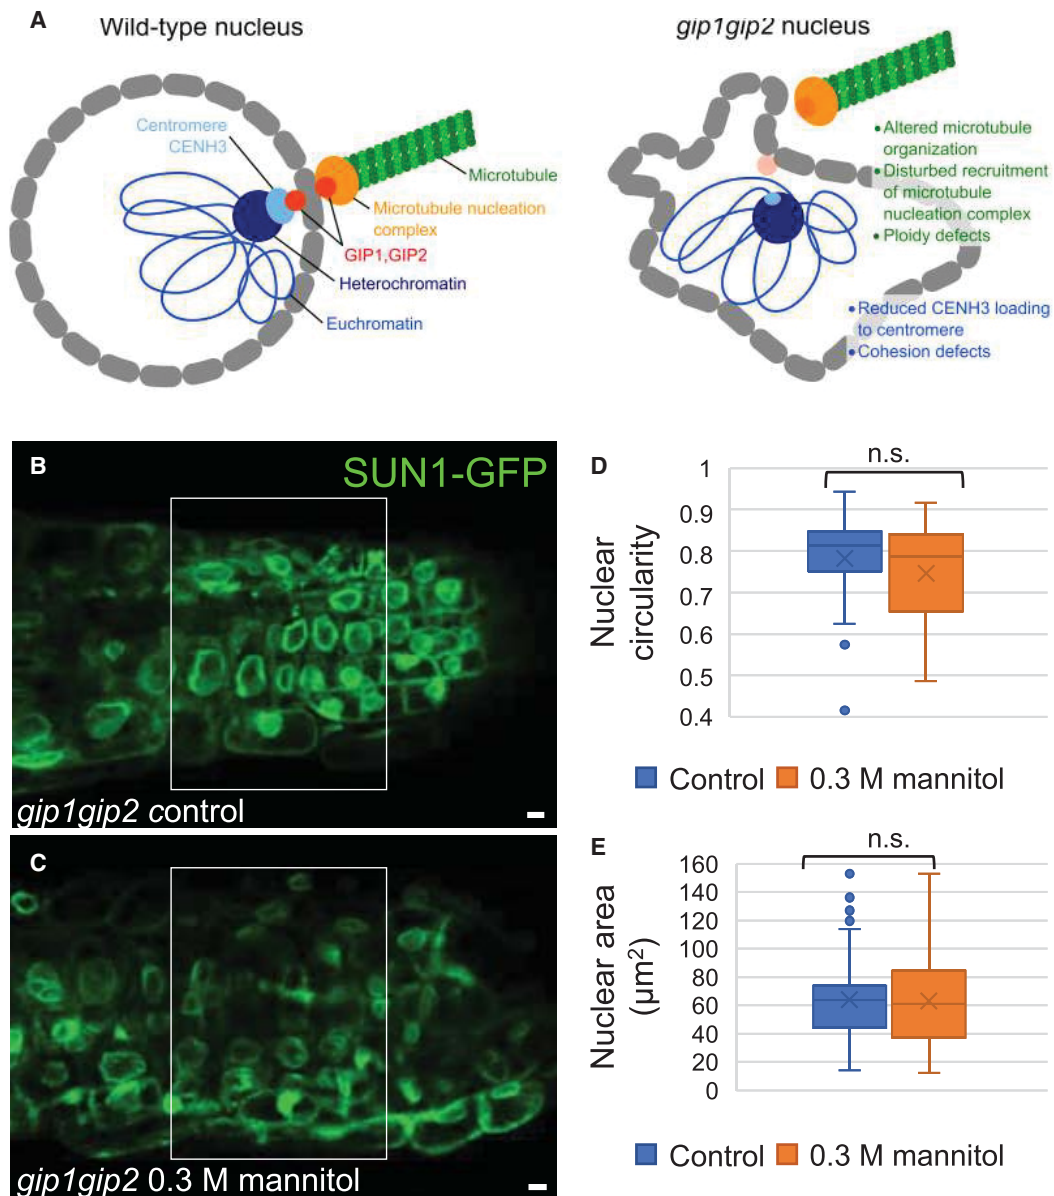 A
Wild-type nucleus
gip1gip2 nucleus
Centromere
CENH3
Microtubule
Microtubule nucleation
complex
GIP1,GIP2
Heterochromatin
Euchromatin
•Altered microtubule
organization
•Disturbed recruitment
of microtubule
nucleation complex
•Ploidy defects
•Reduced CENH3 loading
to centromere
•Cohesion defects
B
SUN1-GFP
gip1gip2 control
C
gip1gip2 0.3 M mannitol
D
n.s.
Nuclear
circularity
1
0.9
0.8
0.7
0.6
0.5
0.4
Control
0.3 M mannitol
E
n.s.
Nuclear area
(µm²)
160
140
120
100
80
60
40
20
0
Control
0.3 M mannitol